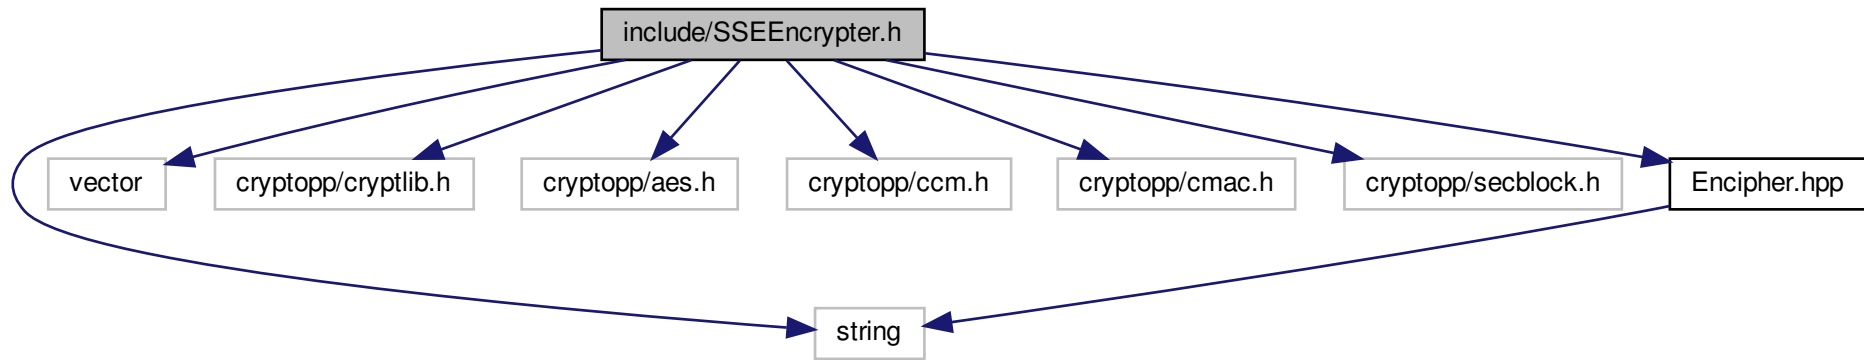 include/SSEEncrypter.h
vector
cryptopp/cryptlib.h
cryptopp/aes.h
cryptopp/ccm.h
cryptopp/cmac.h
cryptopp/secblock.h
Encipher.hpp
string